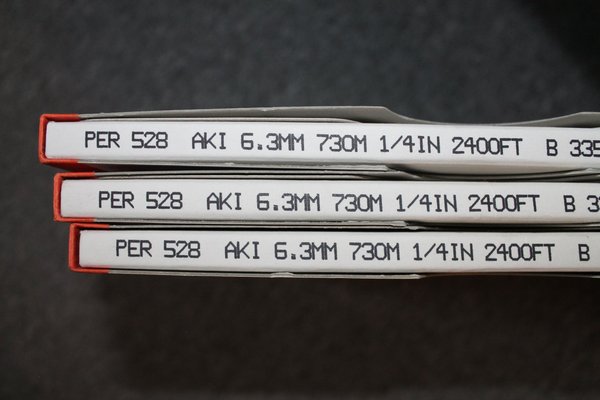 PER 528 AKI 6.3MM 730M 1/4IN 2400FT B 335
PER 528 AKI 6.3MM 730M 1/4IN 2400FT B 3
PER 528 AKI 6.3MM 730M 1/4IN 2400FT B